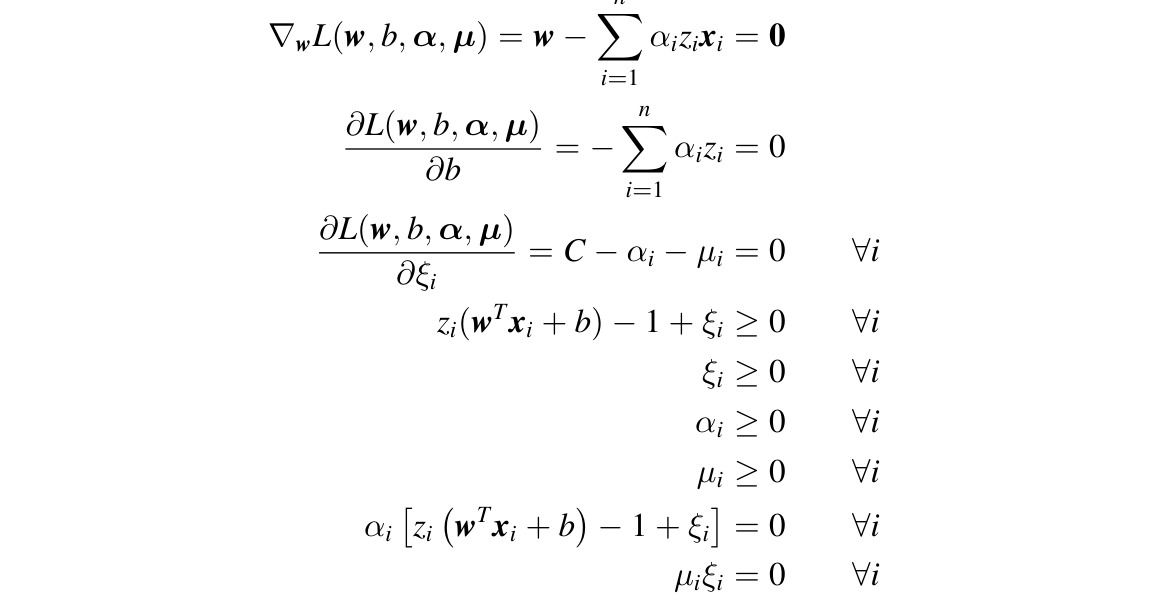 ∇_w L(w, b, α, μ) = w − ∑_{i=1}^{n} α_i z_i x_i = 0
∂L(w, b, α, μ)/∂b = − ∑_{i=1}^{n} α_i z_i = 0
∂L(w, b, α, μ)/∂ξ_i = C − α_i − μ_i = 0 ∀i
z_i(w^T x_i + b) − 1 + ξ_i ≥ 0 ∀i
ξ_i ≥ 0 ∀i
α_i ≥ 0 ∀i
μ_i ≥ 0 ∀i
α_i [z_i (w^T x_i + b) − 1 + ξ_i] = 0 ∀i
μ_i ξ_i = 0 ∀i